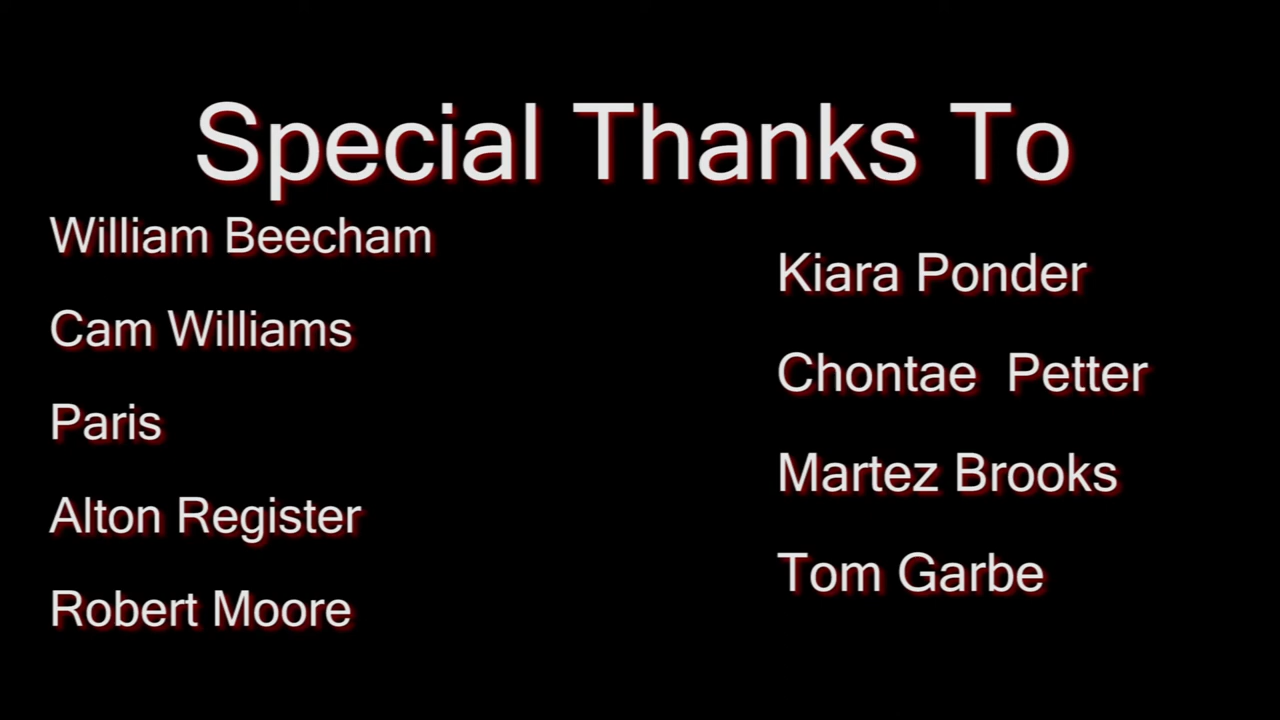 Special Thanks To
William Beecham
Cam Williams
Paris
Alton Register
Robert Moore
Kiara Ponder
Chontae  Petter
Martez Brooks
Tom Garbe